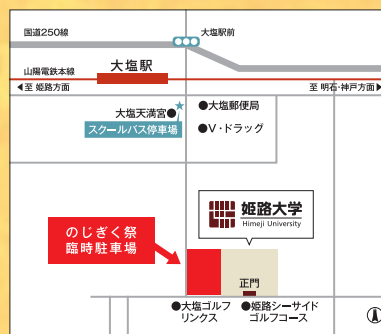 国道250線
大塩駅前
大塩駅
山陽電鉄本線
◀至 姫路方面
至 明石・神戸方面▶
大塩天満宮●
★
●大塩郵便局
スクールバス停車場
●V・ドラッグ
姫路大学
Himeji University
のじぎく祭
臨時駐車場
正門
●大塩ゴルフ
リンクス
●姫路シーサイド
ゴルフコース